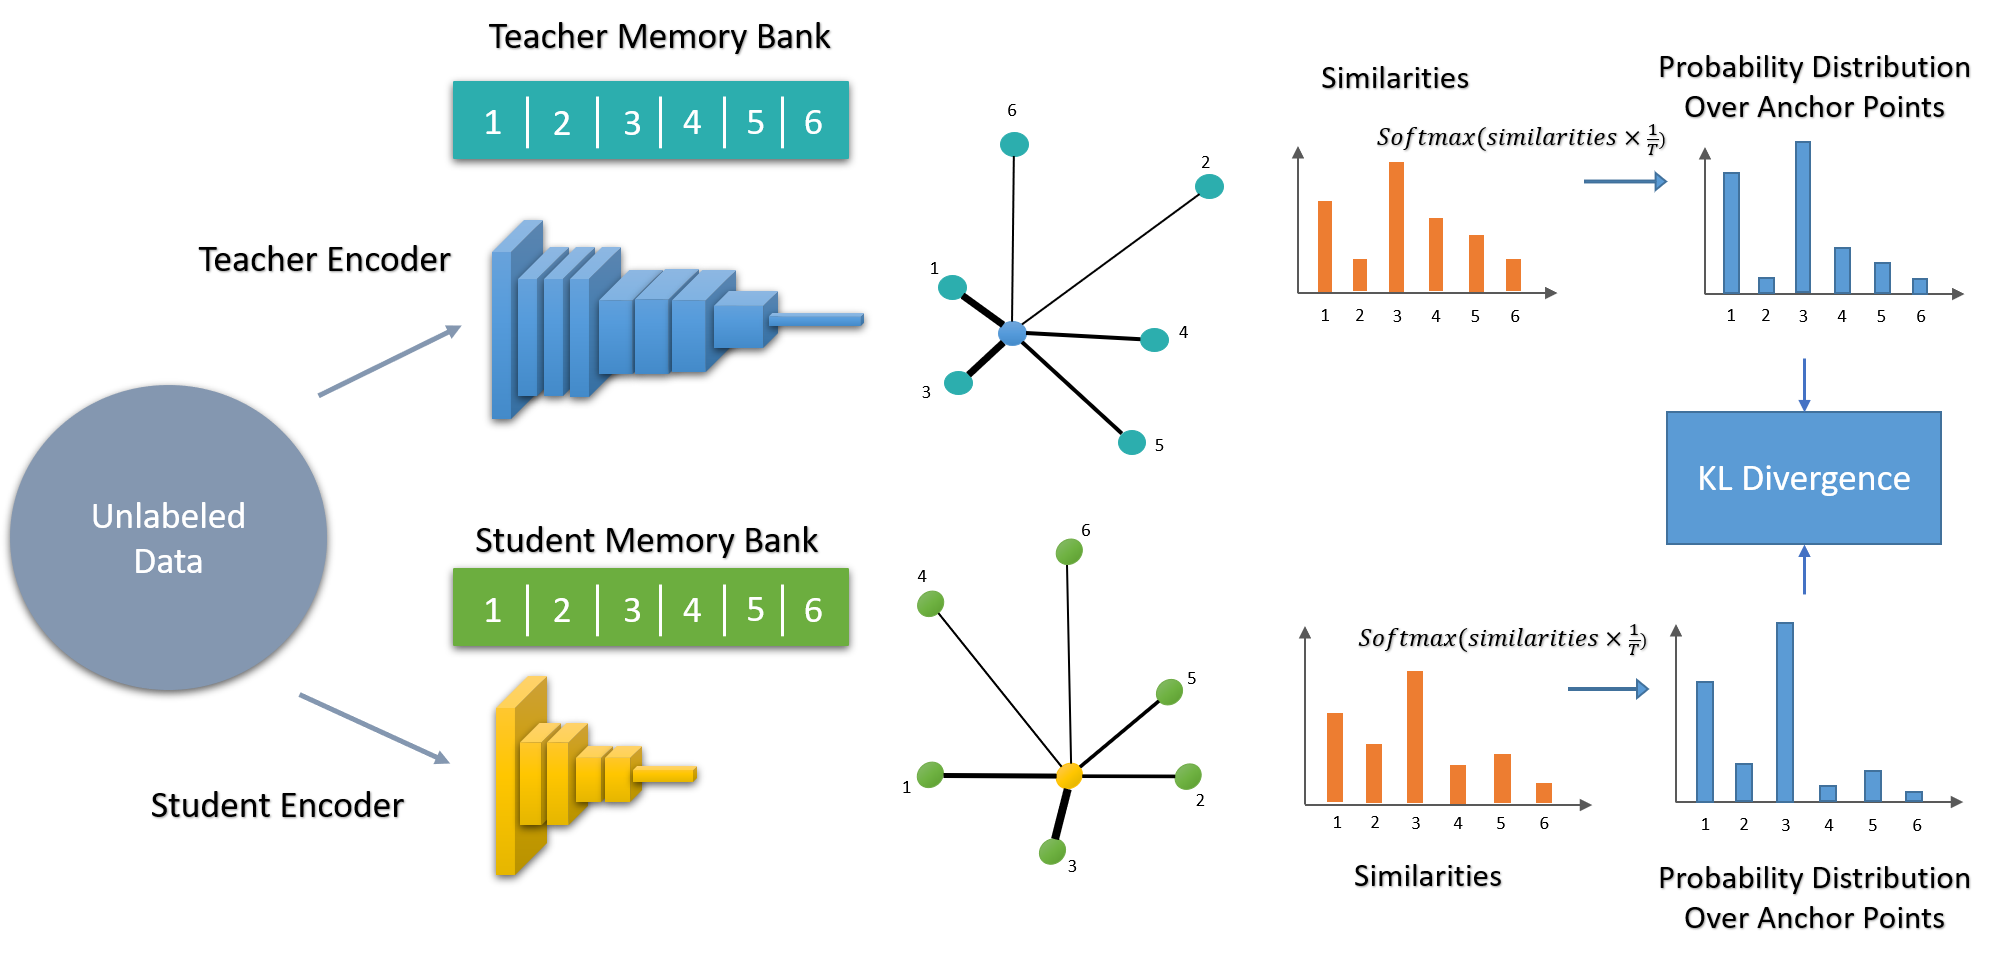 Teacher Memory Bank
1 2 3 4 5 6
Teacher Encoder
Unlabeled
Data
Student Memory Bank
1 2 3 4 5 6
Student Encoder
6
2
1
4
3
5
6
4
5
1
2
3
Similarities
Softmax(similarities × 1/T)
1 2 3 4 5 6
Probability Distribution
Over Anchor Points
1 2 3 4 5 6
KL Divergence
Softmax(similarities × 1/T)
1 2 3 4 5 6
Similarities
1 2 3 4 5 6
Probability Distribution
Over Anchor Points